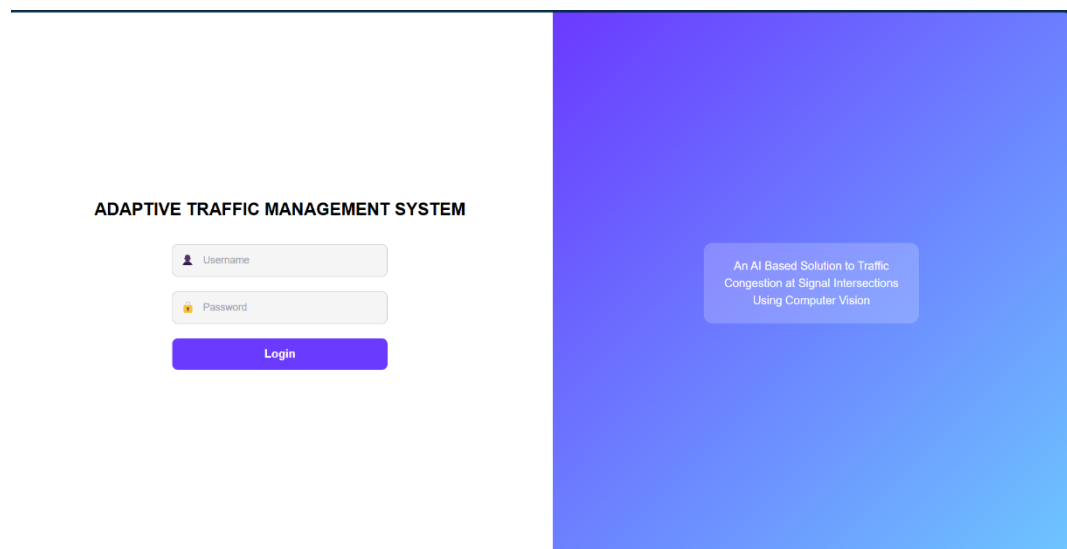 ADAPTIVE TRAFFIC MANAGEMENT SYSTEM
Username
Password
Login
An AI Based Solution to Traffic
Congestion at Signal Intersections
Using Computer Vision